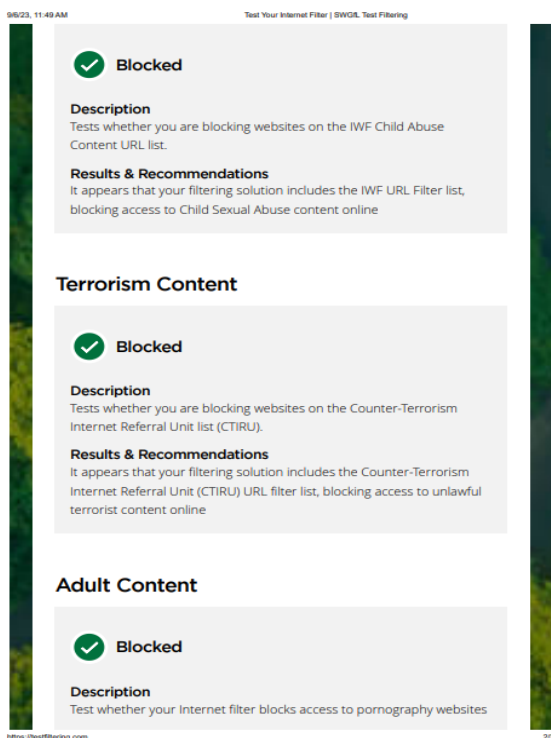 9/6/23, 11:49 AM Test Your Internet Filter | SWGfL Test Filtering
Blocked
Description
Tests whether you are blocking websites on the IWF Child Abuse
Content URL list.
Results & Recommendations
It appears that your filtering solution includes the IWF URL Filter list,
blocking access to Child Sexual Abuse content online
Terrorism Content
Blocked
Description
Tests whether you are blocking websites on the Counter-Terrorism
Internet Referral Unit list (CTIRU).
Results & Recommendations
It appears that your filtering solution includes the Counter-Terrorism
Internet Referral Unit (CTIRU) URL filter list, blocking access to unlawful
terrorist content online
Adult Content
Blocked
Description
Test whether your Internet filter blocks access to pornography websites
https://testfiltering.com